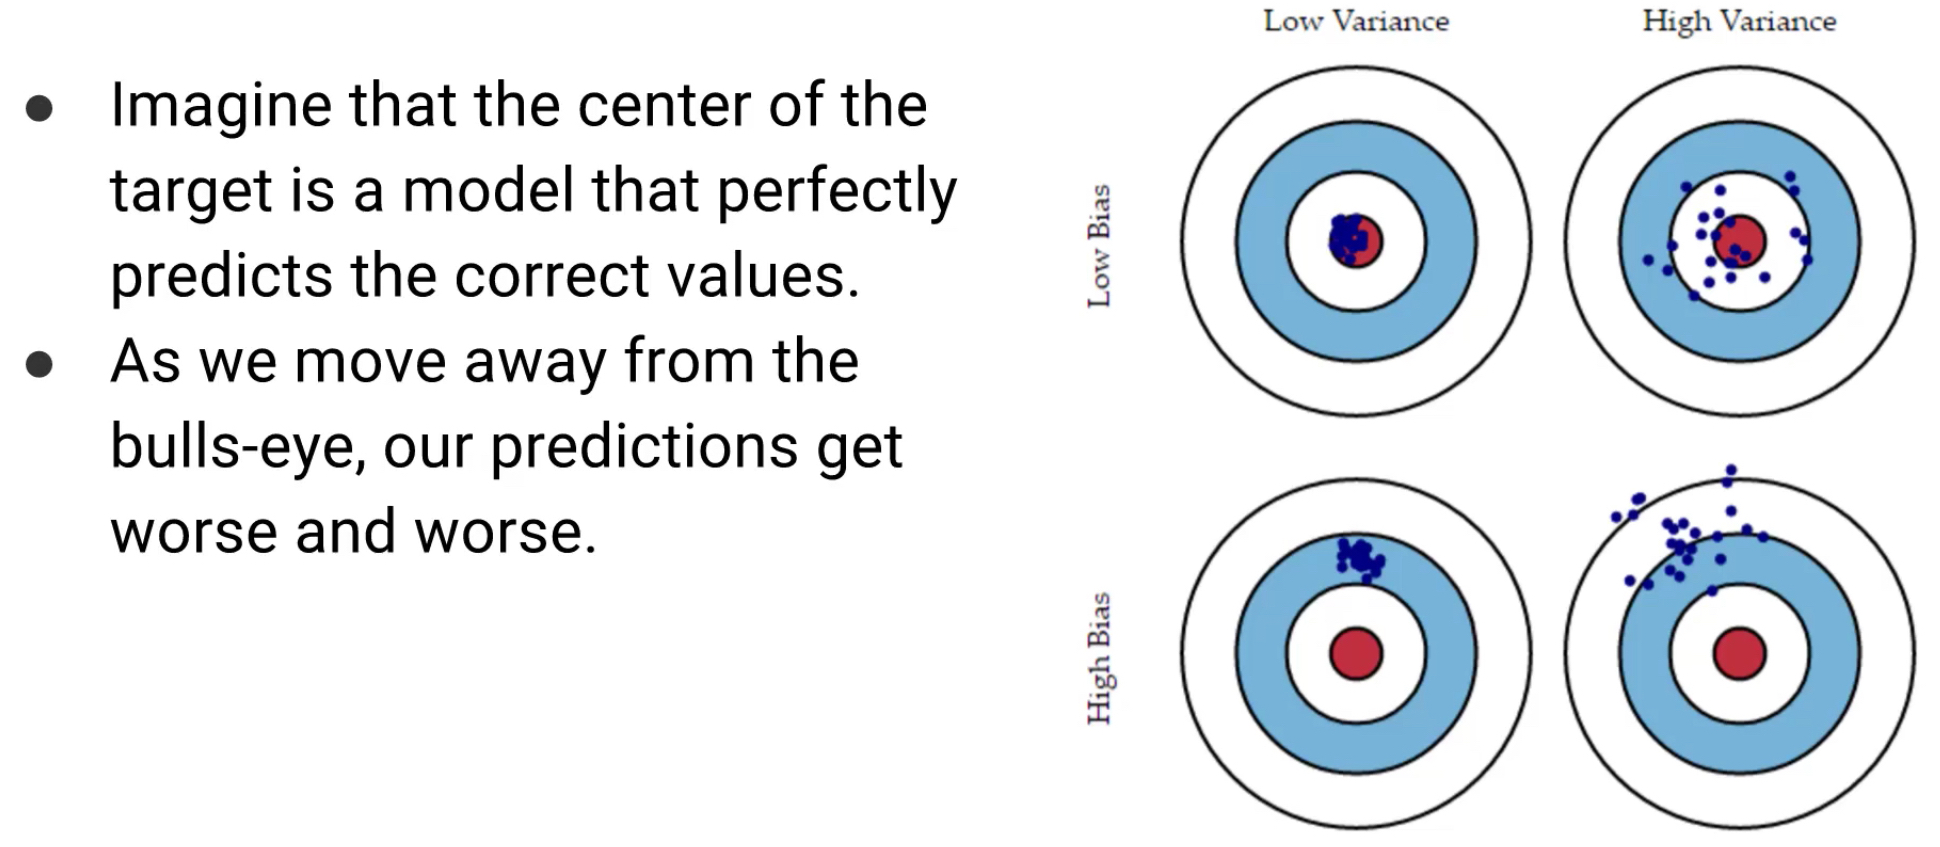 ● Imagine that the center of the
target is a model that perfectly
predicts the correct values.
● As we move away from the
bulls-eye, our predictions get
worse and worse.
Low Variance
High Variance
Low Bias
High Bias